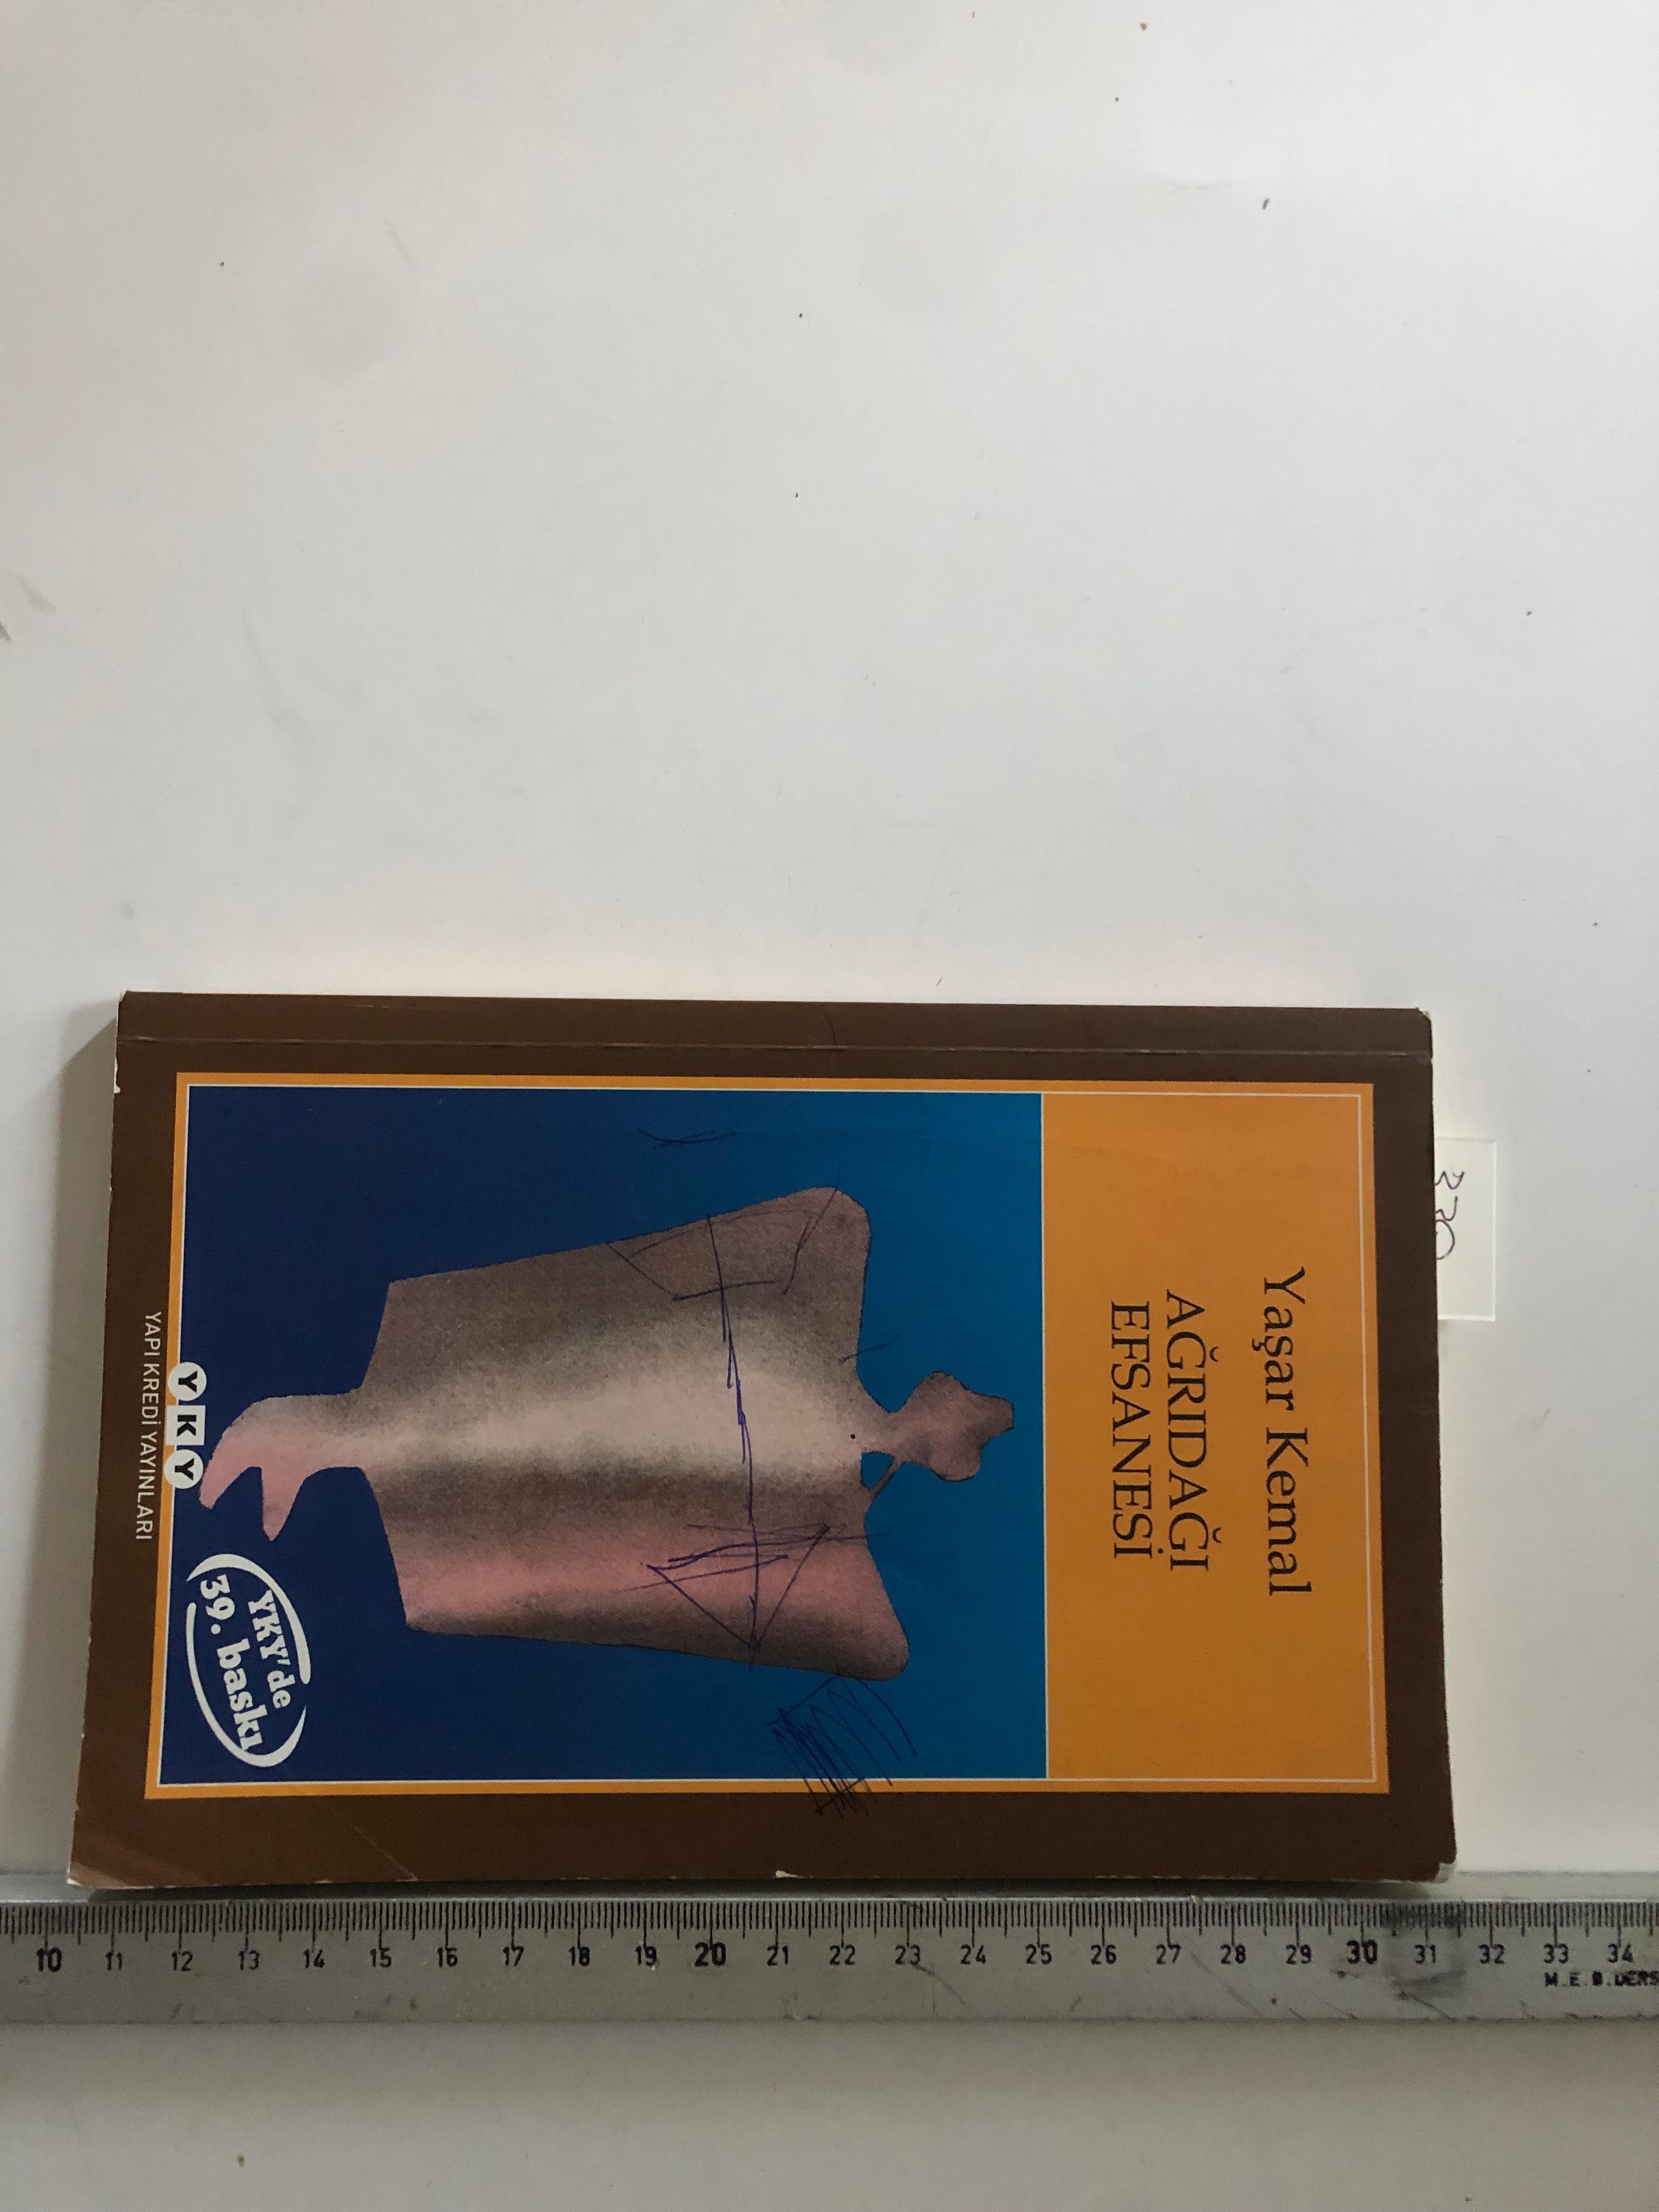 Yaşar Kemal
AĞRIDAĞI
EFSANESİ
YKY'de
39. baskı
Y K Y
YAPI KREDİ YAYINLARI
10 11 12 13 14 15 16 17 18 19 20 21 22 23 24 25 26 27 28 29 30 31 32 33 34
M.E.B.DERS